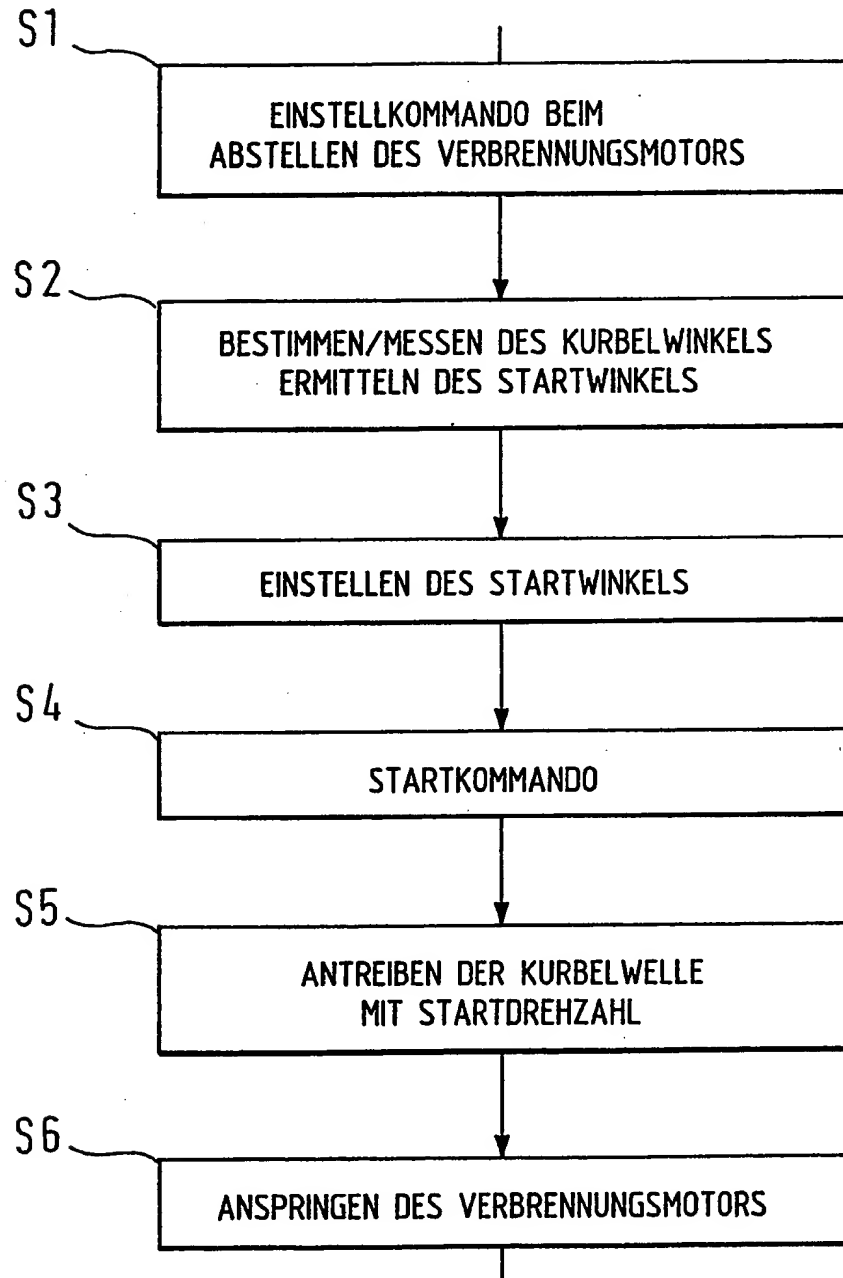 S1
EINSTELLKOMMANDO BEIM
ABSTELLEN DES VERBRENNUNGSMOTORS
S2
BESTIMMEN/MESSEN DES KURBELWINKELS
ERMITTELN DES STARTWINKELS
S3
EINSTELLEN DES STARTWINKELS
S4
STARTKOMMANDO
S5
ANTREIBEN DER KURBELWELLE
MIT STARTDREHZAHL
S6
ANSPRINGEN DES VERBRENNUNGSMOTORS